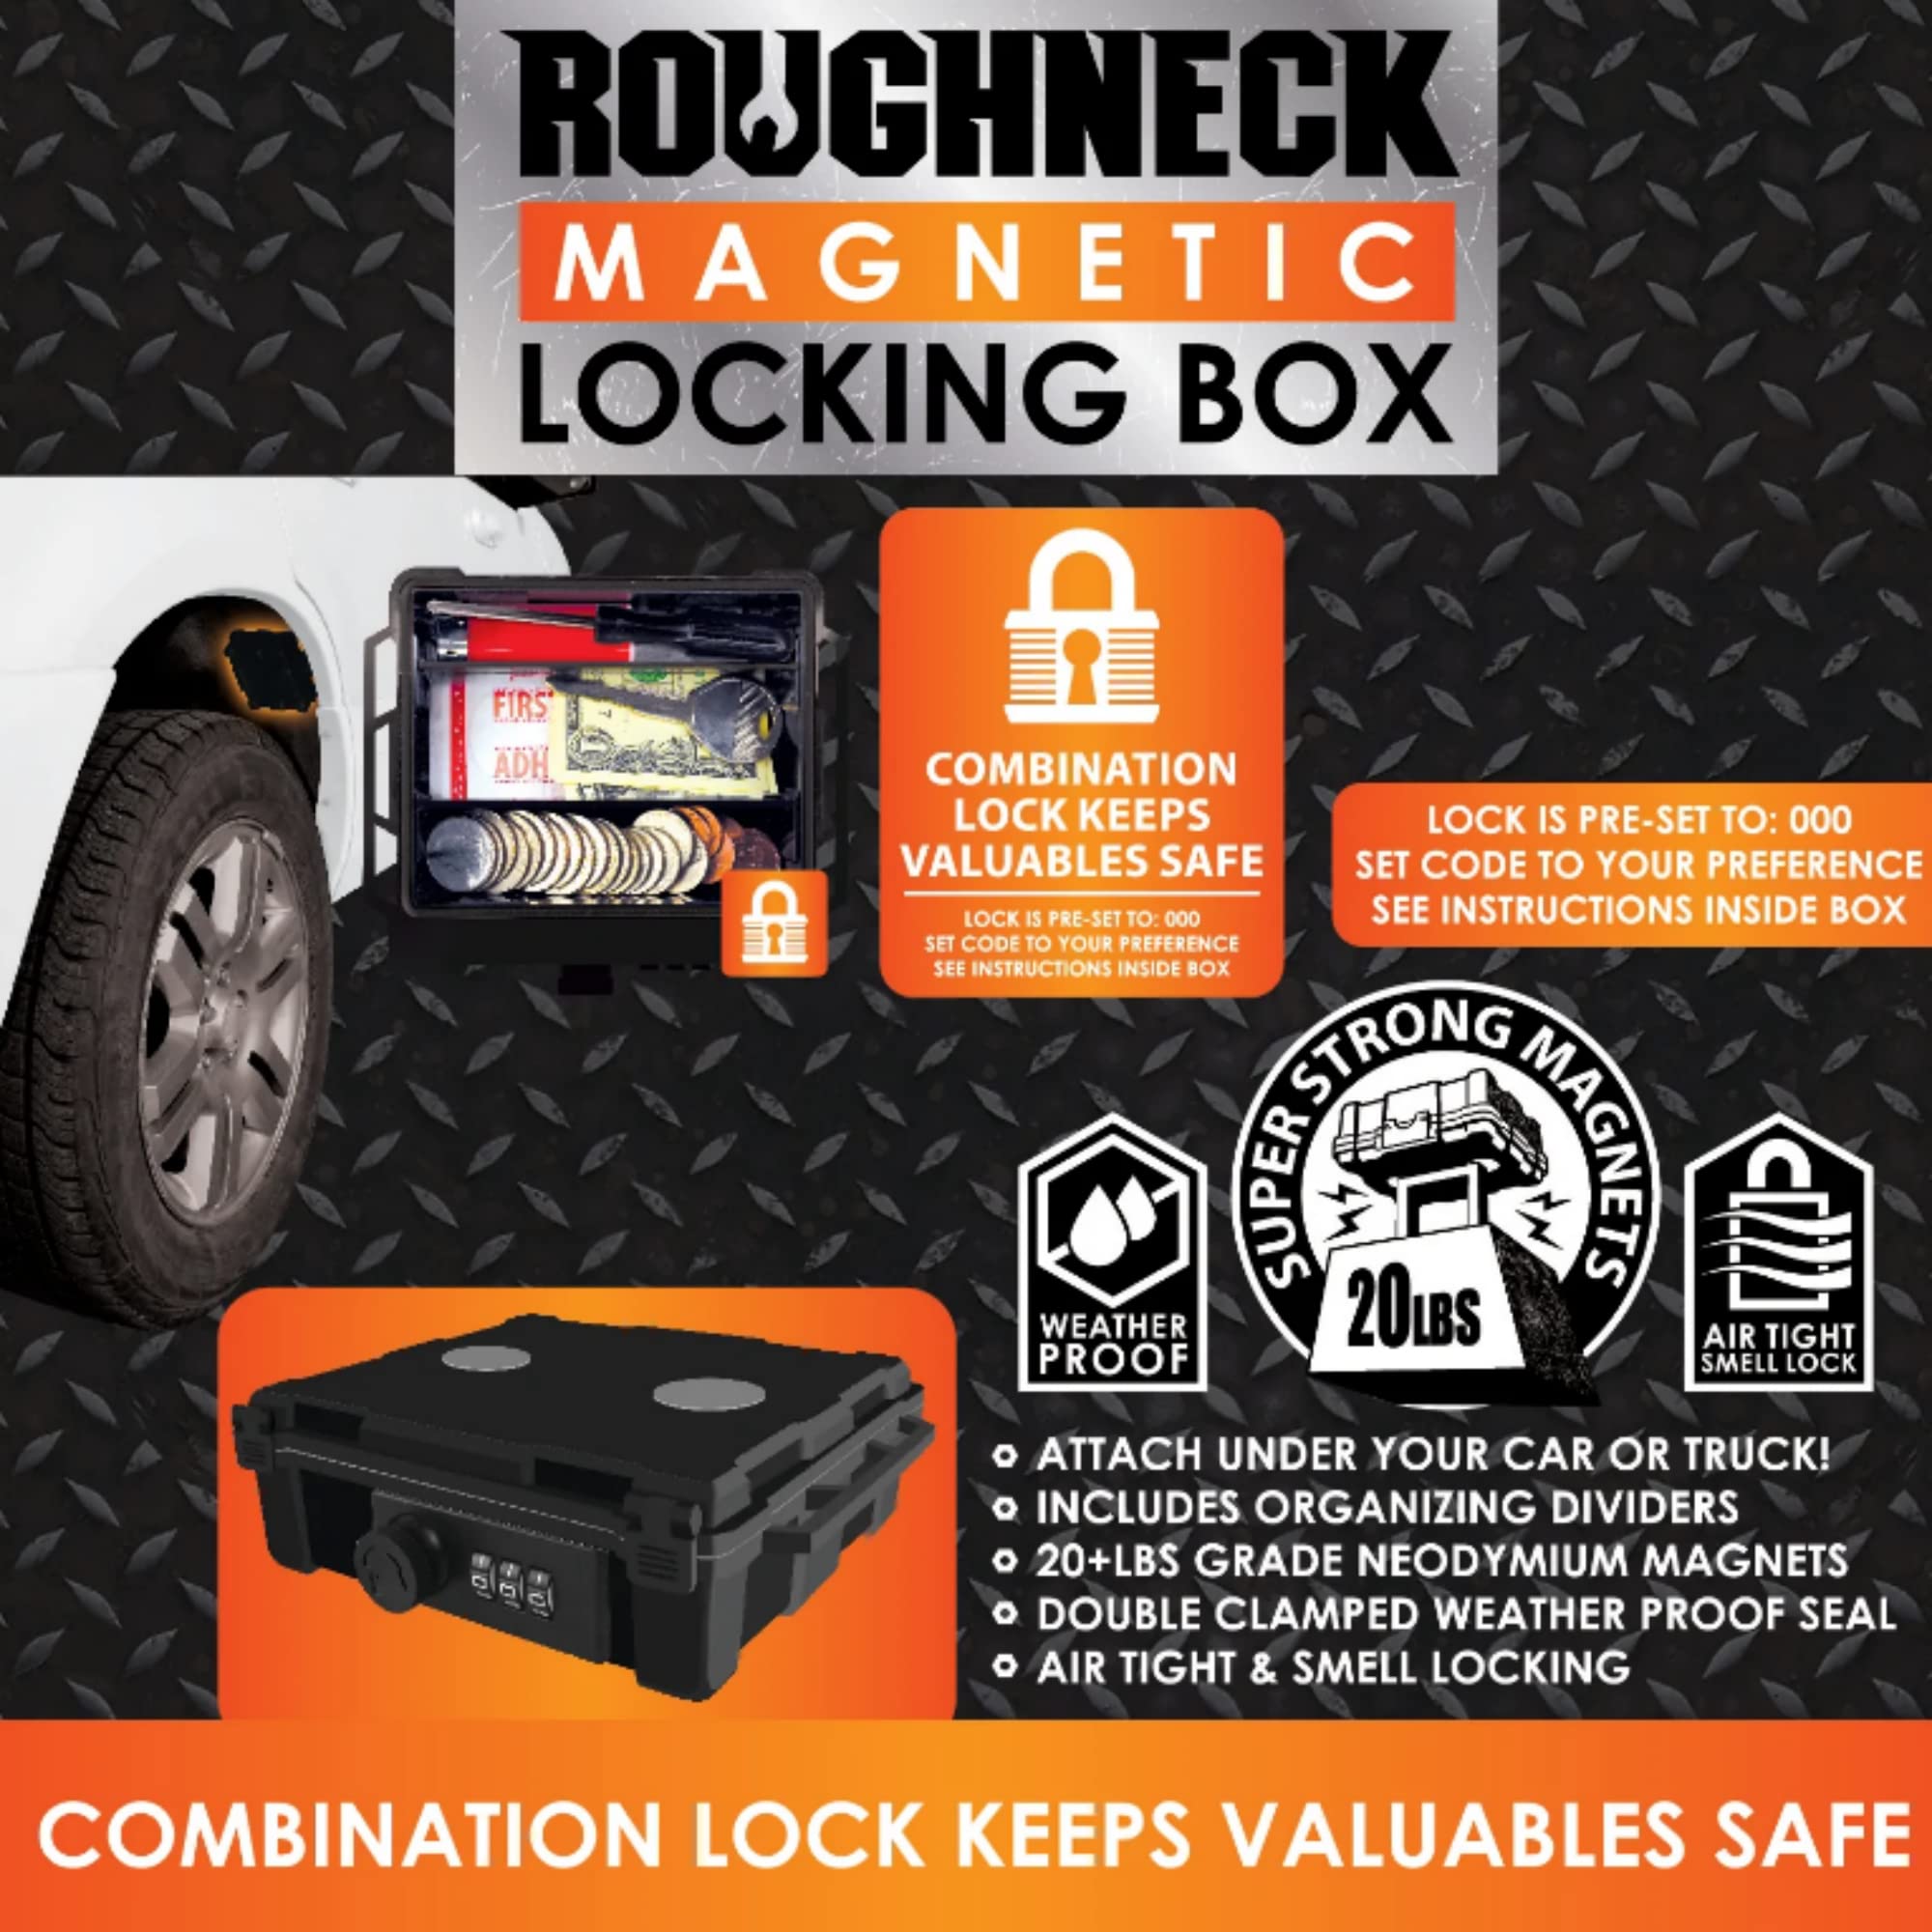 ROUGHNECK
MAGNETIC
LOCKING BOX
FIRS
ADH
COMBINATION
LOCK KEEPS
VALUABLES SAFE
LOCK IS PRE-SET TO: 000
SET CODE TO YOUR PREFERENCE
SEE INSTRUCTIONS INSIDE BOX
LOCK IS PRE-SET TO: 000
SET CODE TO YOUR PREFERENCE
SEE INSTRUCTIONS INSIDE BOX
SUPER STRONG MAGNETS
20LBS
WEATHER
PROOF
AIR TIGHT
SMELL LOCK
ATTACH UNDER YOUR CAR OR TRUCK!
INCLUDES ORGANIZING DIVIDERS
20+LBS GRADE NEODYMIUM MAGNETS
DOUBLE CLAMPED WEATHER PROOF SEAL
AIR TIGHT & SMELL LOCKING
COMBINATION LOCK KEEPS VALUABLES SAFE